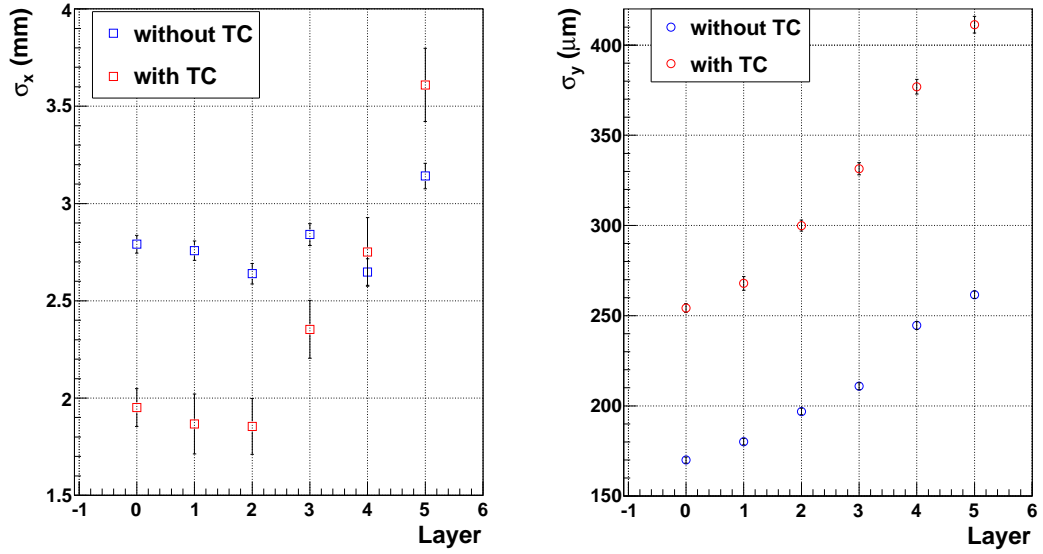 σx (mm)
4
3.5
3
2.5
2
1.5
without TC
with TC
-1 0 1 2 3 4 5 6
Layer
σy (μm)
400
350
300
250
200
150
without TC
with TC
-1 0 1 2 3 4 5 6
Layer